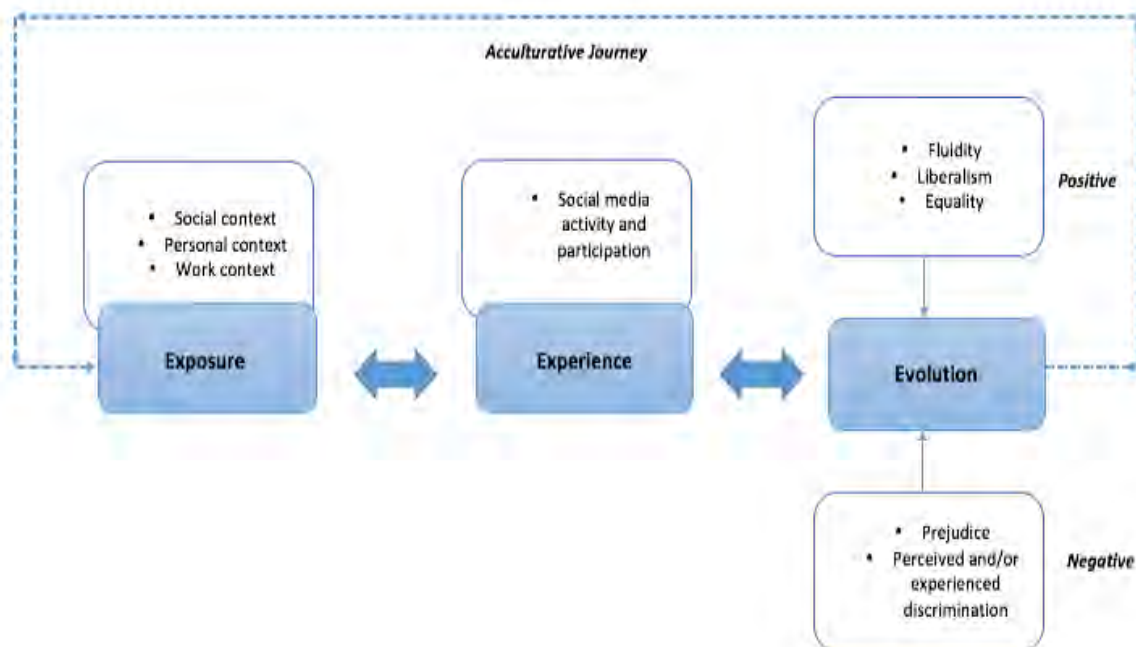 Acculturative Journey
Social context
Personal context
Work context
Exposure
Social media
activity and
participation
Experience
Fluidity
Liberalism
Equality
Positive
Evolution
Prejudice
Perceived and/or
experienced
discrimination
Negative